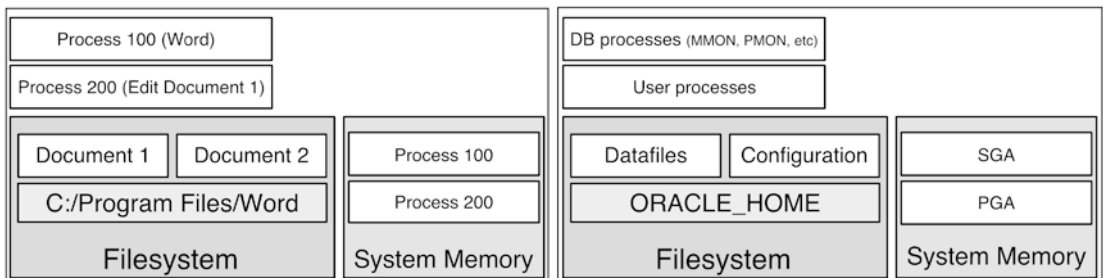 Process 100 (Word)
Process 200 (Edit Document 1)
Document 1
Document 2
C:/Program Files/Word
Filesystem
Process 100
Process 200
System Memory
DB processes (MMON, PMON, etc)
User processes
Datafiles
Configuration
ORACLE_HOME
Filesystem
SGA
PGA
System Memory